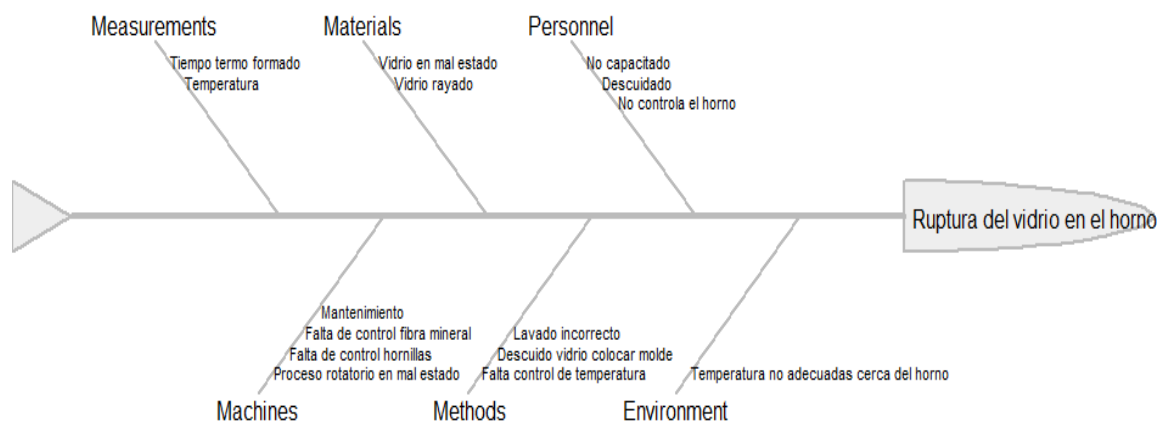 Measurements
Tiempo termo formado
Temperatura
Materials
Vidrio en mal estado
Vidrio rayado
Personnel
No capacitado
Descuidado
No controla el horno
Ruptura del vidrio en el horno
Mantenimiento
Falta de control fibra mineral
Falta de control hornillas
Proceso rotatorio en mal estado
Machines
Lavado incorrecto
Descuido vidrio colocar molde
Falta control de temperatura
Methods
Temperatura no adecuadas cerca del horno
Environment